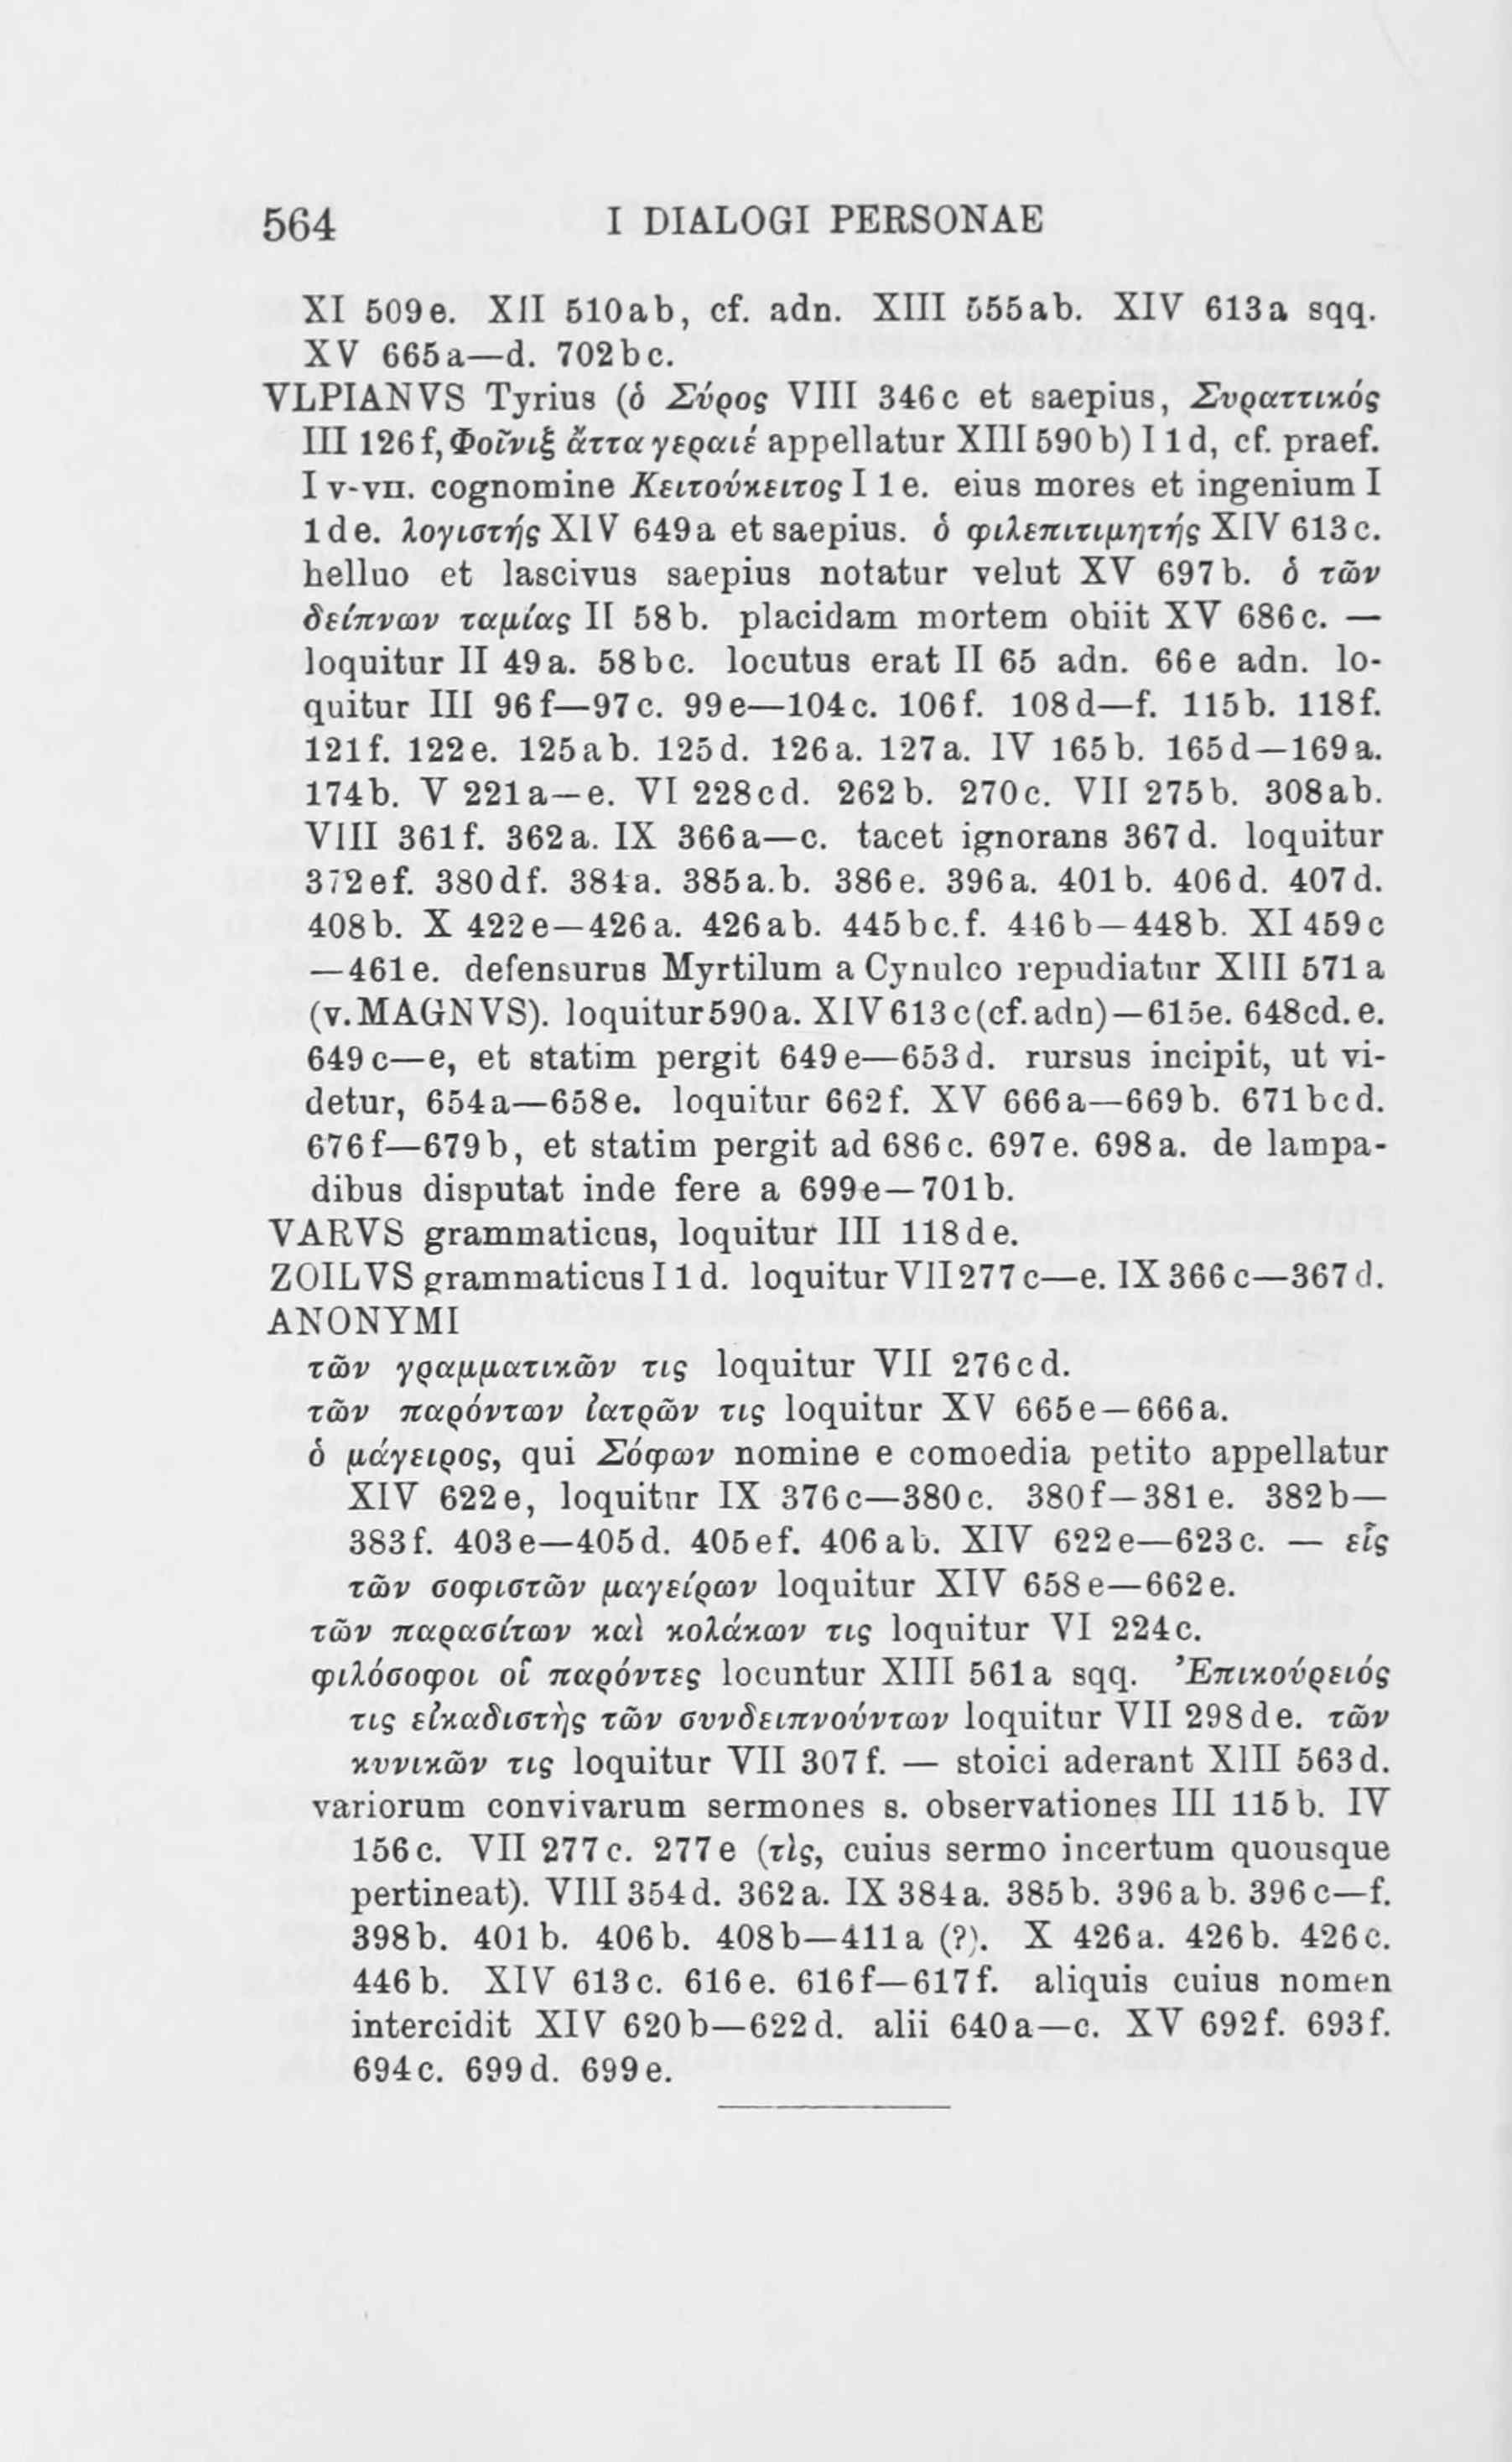 564 I DIALOGI PERSONAE
XI 509e. XII 510ab, cf. adn. XIII 555ab. XIV 613a sqq.
XV 665a—d. 702bc.
VLPIANVS Tyrius (ὁ Σύρος VIII 346c et saepius, Συραττικός
III 126f, Φοῖνιξ ἄττα γεραιέ appellatur XIII 590b) I 1d, cf. praef.
I v-vii. cognomine Κειτούκειτος I 1e. eius mores et ingenium I
1de. λογιστής XIV 649a et saepius. ὁ φιλεπιτιμητής XIV 613c.
helluo et lascivus saepius notatur velut XV 697b. ὁ τῶν
δείπνων ταμίας II 58b. placidam mortem obiit XV 686c. —
loquitur II 49a. 58bc. locutus erat II 65 adn. 66e adn. lo-
quitur III 96f—97c. 99e—104c. 106f. 108d—f. 115b. 118f.
121f. 122e. 125ab. 125d. 126a. 127a. IV 165b. 165d—169a.
174b. V 221a—e. VI 228cd. 262b. 270c. VII 275b. 308ab.
VIII 361f. 362a. IX 366a—c. tacet ignorans 367d. loquitur
372ef. 380df. 384a. 385a.b. 386e. 396a. 401b. 406d. 407d.
408b. X 422e—426a. 426ab. 445bc.f. 446b—448b. XI 459c
—461e. defensurus Myrtilum a Cynulco repudiatur XIII 571a
(v. MAGNVS). loquitur 590a. XIV 613c (cf. adn)—615e. 648cd. e.
649c—e, et statim pergit 649e—653d. rursus incipit, ut vi-
detur, 654a—658e. loquitur 662f. XV 666a—669b. 671bcd.
676f—679b, et statim pergit ad 686c. 697e. 698a. de lampa-
dibus disputat inde fere a 699e—701b.
VARVS grammaticus, loquitur III 118de.
ZOILVS grammaticus I 1d. loquitur VII 277c—e. IX 366c—367d.
ANONYMI
τῶν γραμματικῶν τις loquitur VII 276cd.
τῶν παρόντων ἰατρῶν τις loquitur XV 665e—666a.
ὁ μάγειρος, qui Σόφων nomine e comoedia petito appellatur
XIV 622e, loquitur IX 376c—380c. 380f—381e. 382b—
383f. 403e—405d. 405ef. 406ab. XIV 622e—623c. — εἷς
τῶν σοφιστῶν μαγείρων loquitur XIV 658e—662e.
τῶν παρασίτων καὶ κολάκων τις loquitur VI 224c.
φιλόσοφοι οἱ παρόντες locuntur XIII 561a sqq. Ἐπικούρειός
τις εἰκαδιστὴς τῶν συνδειπνούντων loquitur VII 298de. τῶν
κυνικῶν τις loquitur VII 307f. — stoici aderant XIII 563d.
variorum convivarum sermones s. observationes III 115b. IV
156c. VII 277c. 277e (τὶς, cuius sermo incertum quousque
pertineat). VIII 354d. 362a. IX 384a. 385b. 396ab. 396c—f.
398b. 401b. 406b. 408b—411a (?). X 426a. 426b. 426c.
446b. XIV 613c. 616e. 616f—617f. aliquis cuius nomen
intercidit XIV 620b—622d. alii 640a—c. XV 692f. 693f.
694c. 699d. 699e.